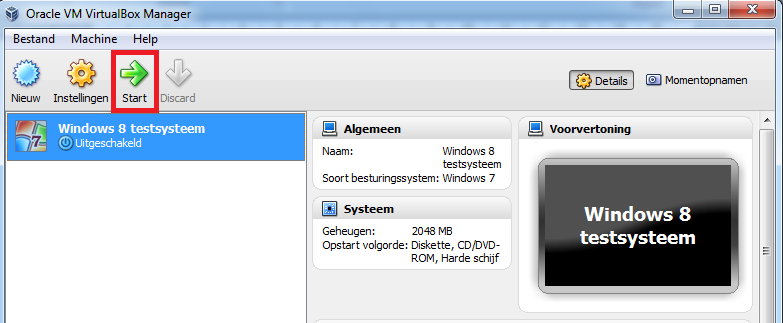 Oracle VM VirtualBox Manager
Bestand Machine Help
Nieuw Instellingen Start Discard
Details Momentopnamen
7 Windows 8 testsysteem
Uitgeschakeld
Algemeen
Naam: Windows 8
testsysteem
Soort besturingssysteem: Windows 7
Systeem
Geheugen: 2048 MB
Opstart volgorde: Diskette, CD/DVD-
ROM, Harde schijf
Voorvertoning
Windows 8
testsysteem